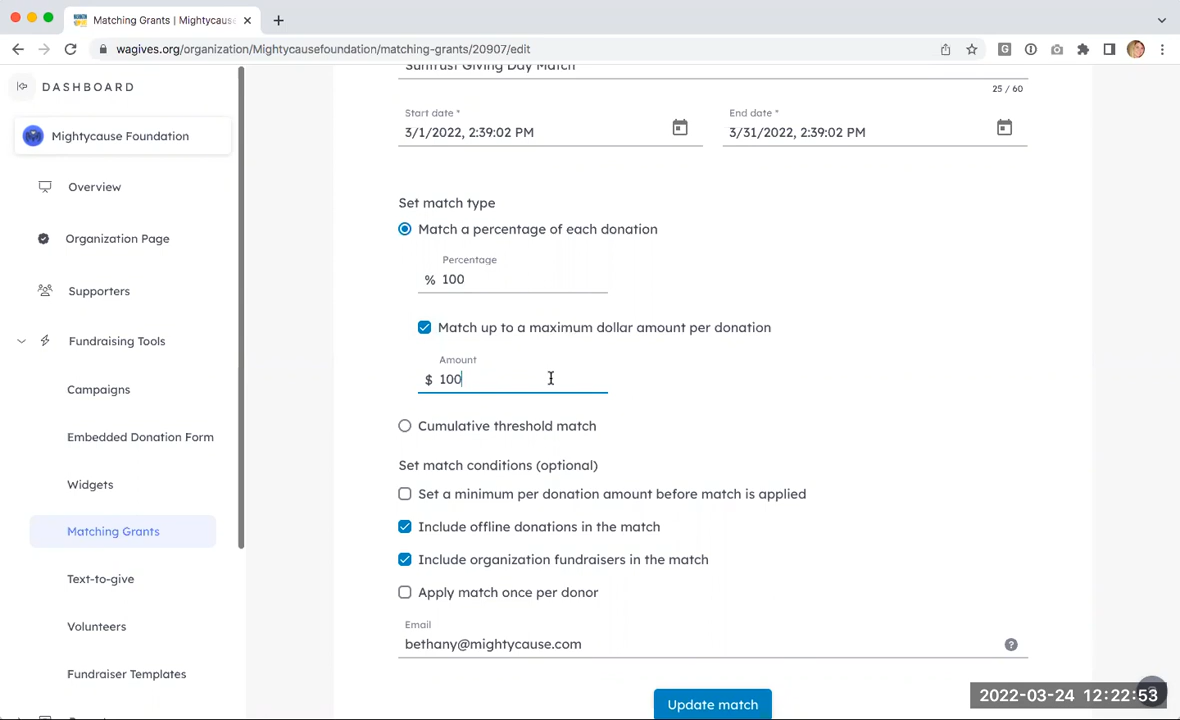 Matching Grants | Mightycaus
wagives.org/organization/Mightycausefoundation/matching-grants/20907/edit
DASHBOARD
Mightycause Foundation
Overview
Organization Page
Supporters
Fundraising Tools
Campaigns
Embedded Donation Form
Widgets
Matching Grants
Text-to-give
Volunteers
Fundraiser Templates
Suntrust Giving Day Match
25 / 60
Start date *
3/1/2022, 2:39:02 PM
End date *
3/31/2022, 2:39:02 PM
Set match type
Match a percentage of each donation
Percentage
% 100
Match up to a maximum dollar amount per donation
Amount
$ 100
Cumulative threshold match
Set match conditions (optional)
Set a minimum per donation amount before match is applied
Include offline donations in the match
Include organization fundraisers in the match
Apply match once per donor
Email
bethany@mightycause.com
?
Update match
2022-03-24 12:22:53